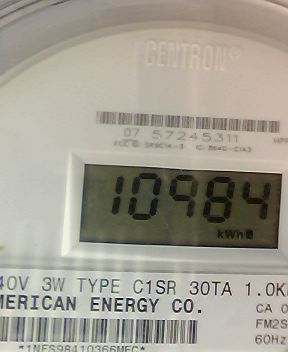 CENTRON®
07 57245311
10984
kWh
40V 3W TYPE C1SR 30TA 1.0K
MERICAN ENERGY CO.
CA 0
FM2S
60Hz
*1NFS98410366MFC*